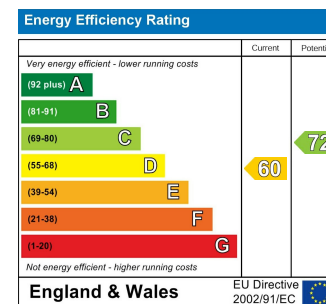 Energy Efficiency Rating
Current
Very energy efficient - lower running costs
(92 plus) A
(81-91) B
(69-80) C
72
(55-68) D
60
(39-54) E
(21-38) F
(1-20) G
Not energy efficient - higher running costs
England & Wales
EU Directive
2002/91/EC